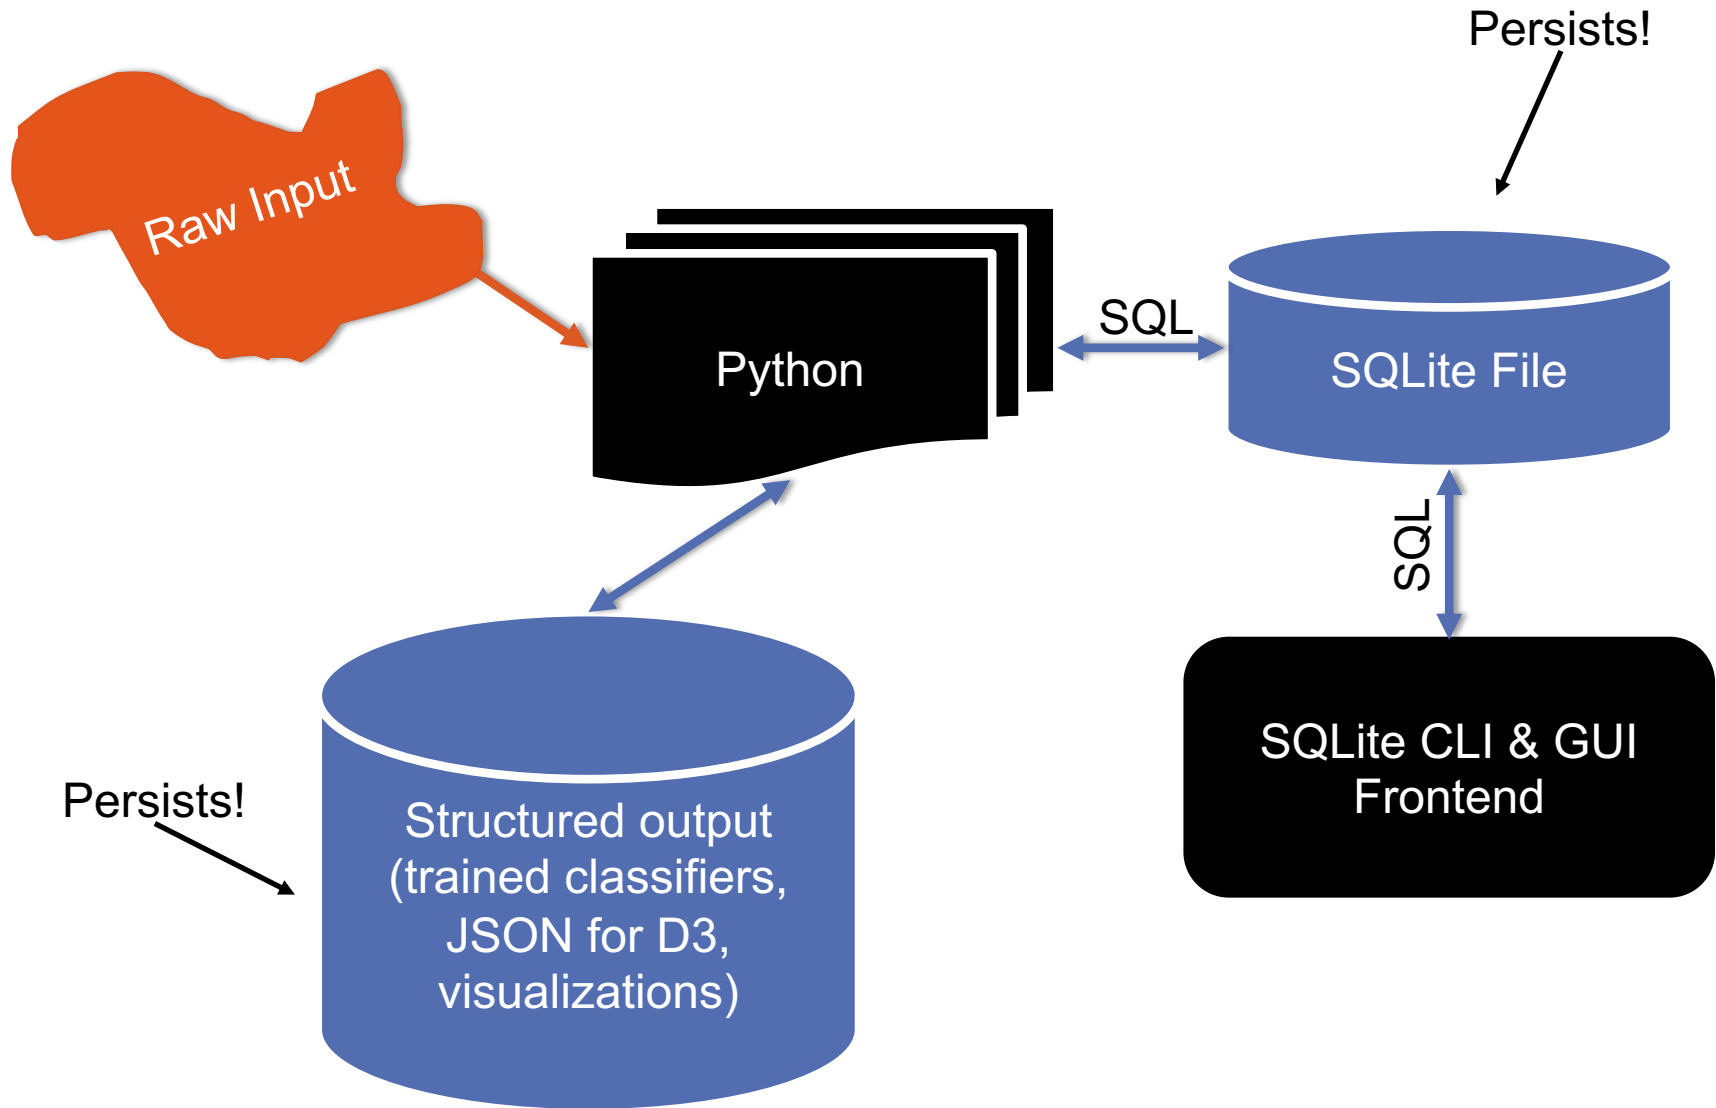 Persists!
Raw Input
Python
SQL
SQLite File
SQL
SQLite CLI & GUI
Frontend
Persists!
Structured output
(trained classifiers,
JSON for D3,
visualizations)